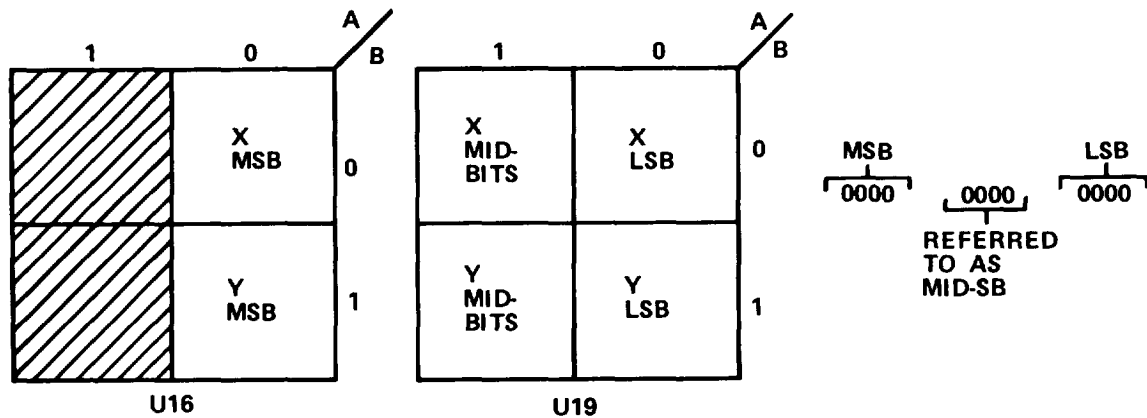 A
B
1 0
X
MSB
0
Y
MSB
1
U16
A
B
1 0
X
MID-
BITS
X
LSB
0
Y
MID-
BITS
Y
LSB
1
U19
MSB
0000
0000
REFERRED
TO AS
MID-SB
LSB
0000